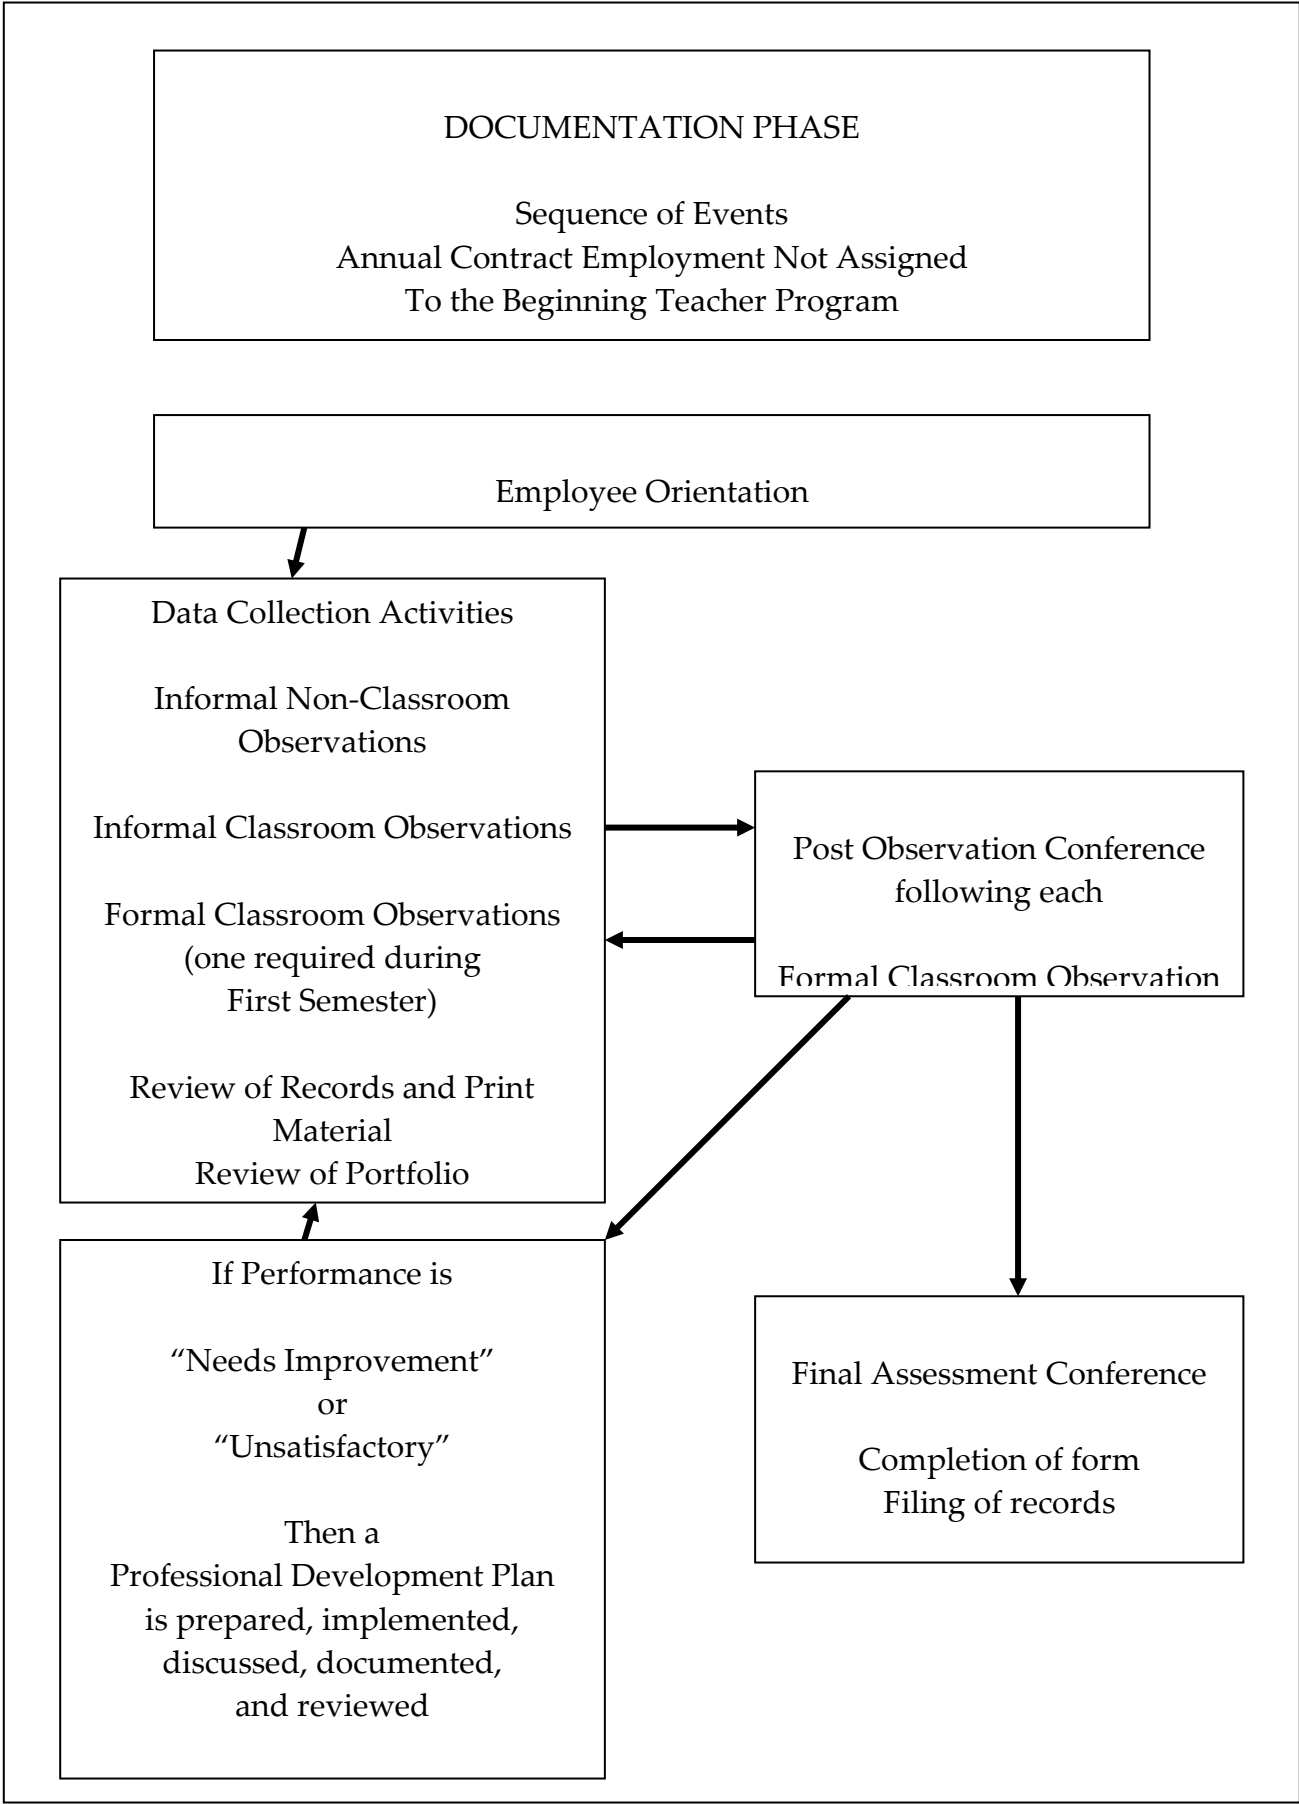 DOCUMENTATION PHASE
Sequence of Events
Annual Contract Employment Not Assigned
To the Beginning Teacher Program
Employee Orientation
Data Collection Activities
Informal Non-Classroom
Observations
Informal Classroom Observations
Formal Classroom Observations
(one required during
First Semester)
Review of Records and Print
Material
Review of Portfolio
Post Observation Conference
following each
Formal Classroom Observation
If Performance is
“Needs Improvement”
or
“Unsatisfactory”
Then a
Professional Development Plan
is prepared, implemented,
discussed, documented,
and reviewed
Final Assessment Conference
Completion of form
Filing of records